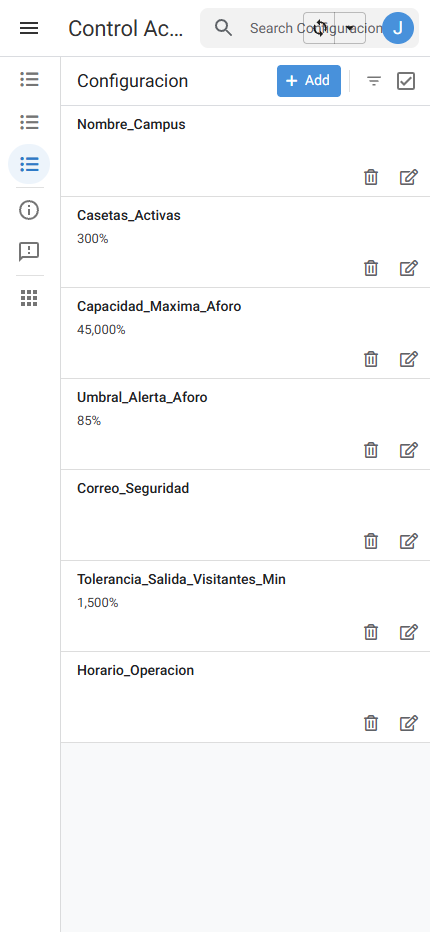 Control Ac...
Search Configuracion
J
Configuracion
+ Add
Nombre_Campus
Casetas_Activas
300%
Capacidad_Maxima_Aforo
45,000%
Umbral_Alerta_Aforo
85%
Correo_Seguridad
Tolerancia_Salida_Visitantes_Min
1,500%
Horario_Operacion